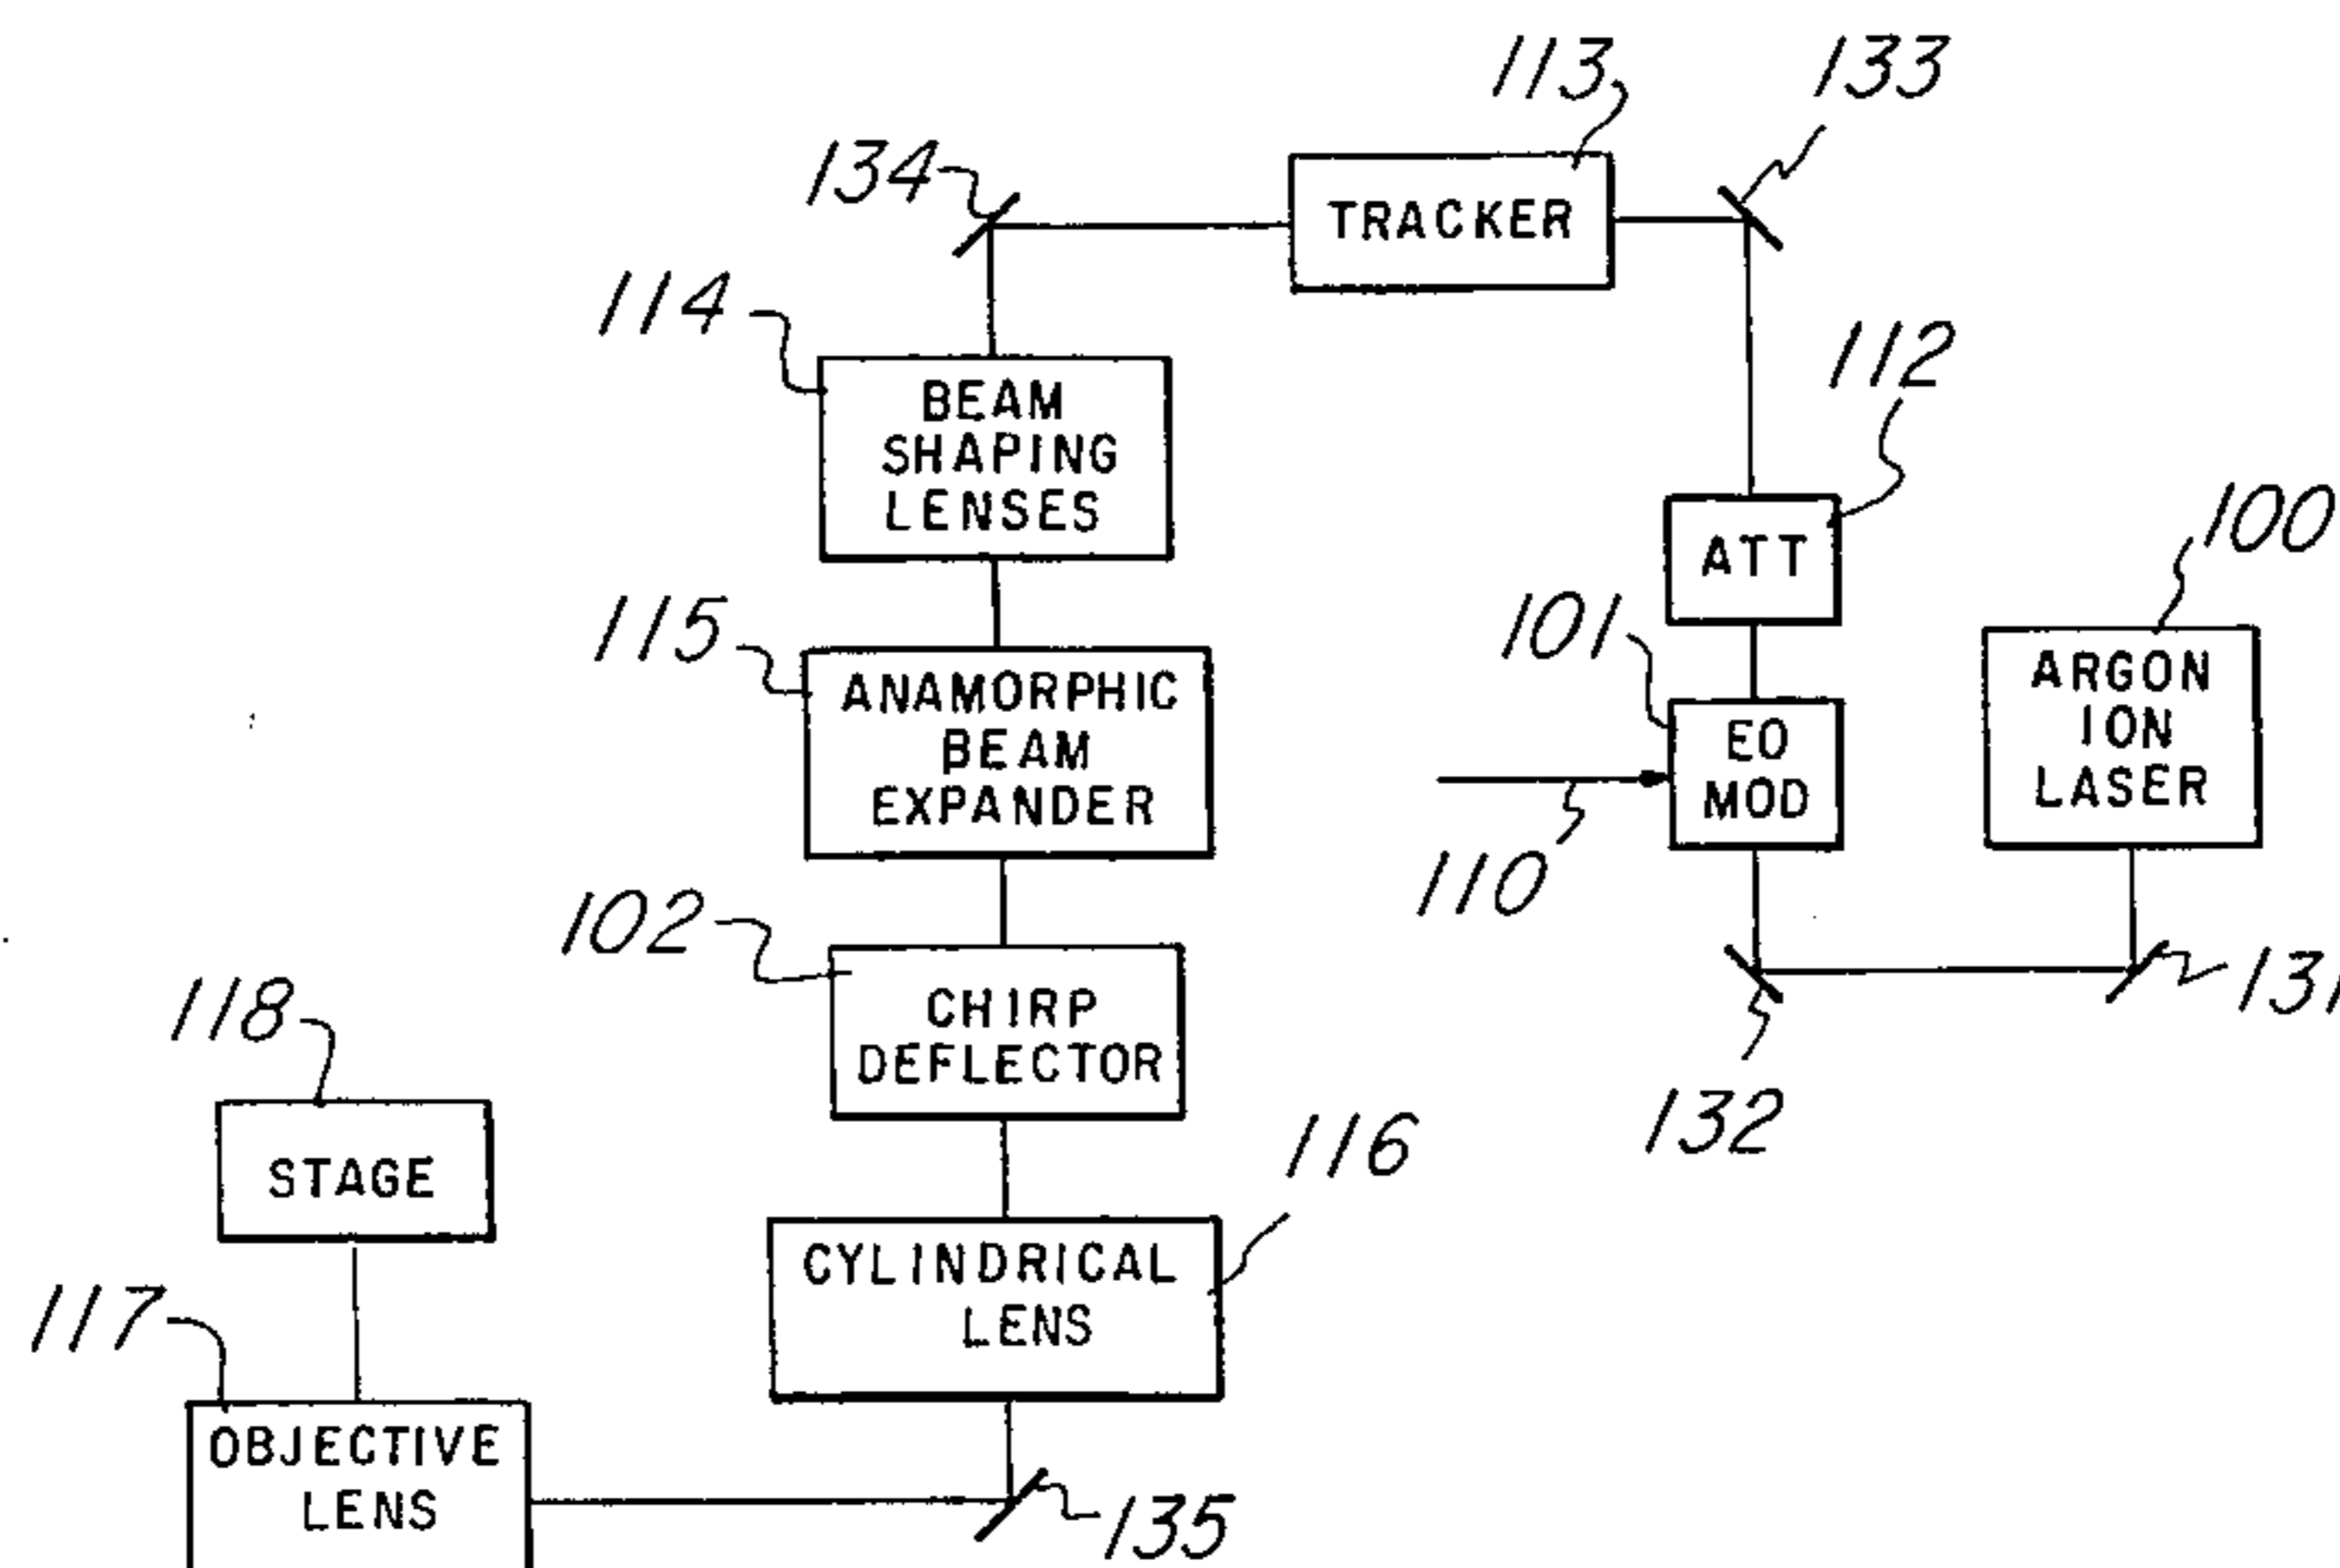 113
133
134
TRACKER
114
112
BEAM
SHAPING
LENSES
100
ATT
115
101
ARGON
ION
LASER
ANAMORPHIC
BEAM
EXPANDER
EO
MOD
110
102
131
CHIRP
DEFLECTOR
118
132
STAGE
116
CYLINDRICAL
LENS
117
OBJECTIVE
LENS
135